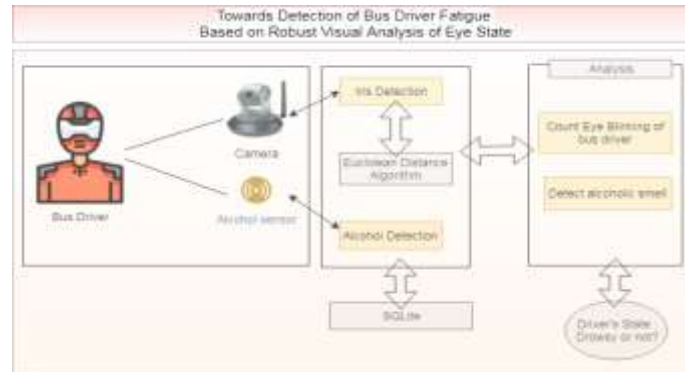 Towards Detection of Bus Driver Fatigue
Based on Robust Visual Analysis of Eye State
Bus Driver
Camera
Alcohol sensor
Iris Detection
Euclidean Distance
Algorithm
Alcohol Detection
SQLite
Analysis
Count Eye Blinking of
bus driver
Detect alcoholic smell
Driver's State
Drowsy or not?